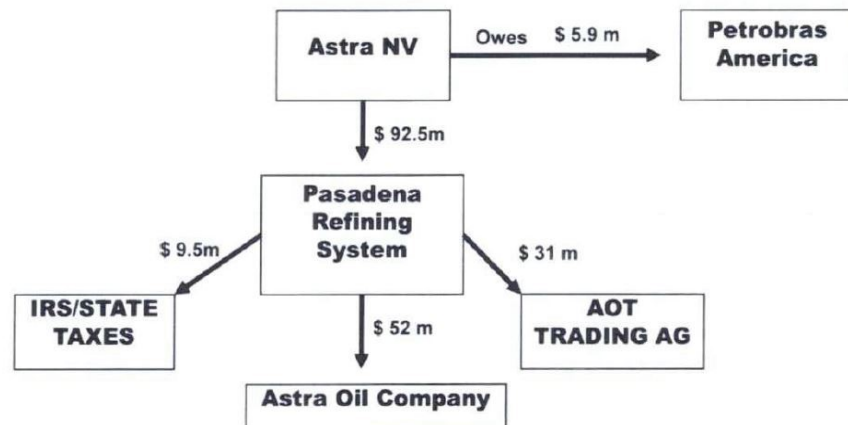 Astra NV
Owes $ 5.9 m
Petrobras
America
$ 92.5m
Pasadena
Refining
System
$ 9.5m
$ 31 m
IRS/STATE
TAXES
$ 52 m
AOT
TRADING AG
Astra Oil Company